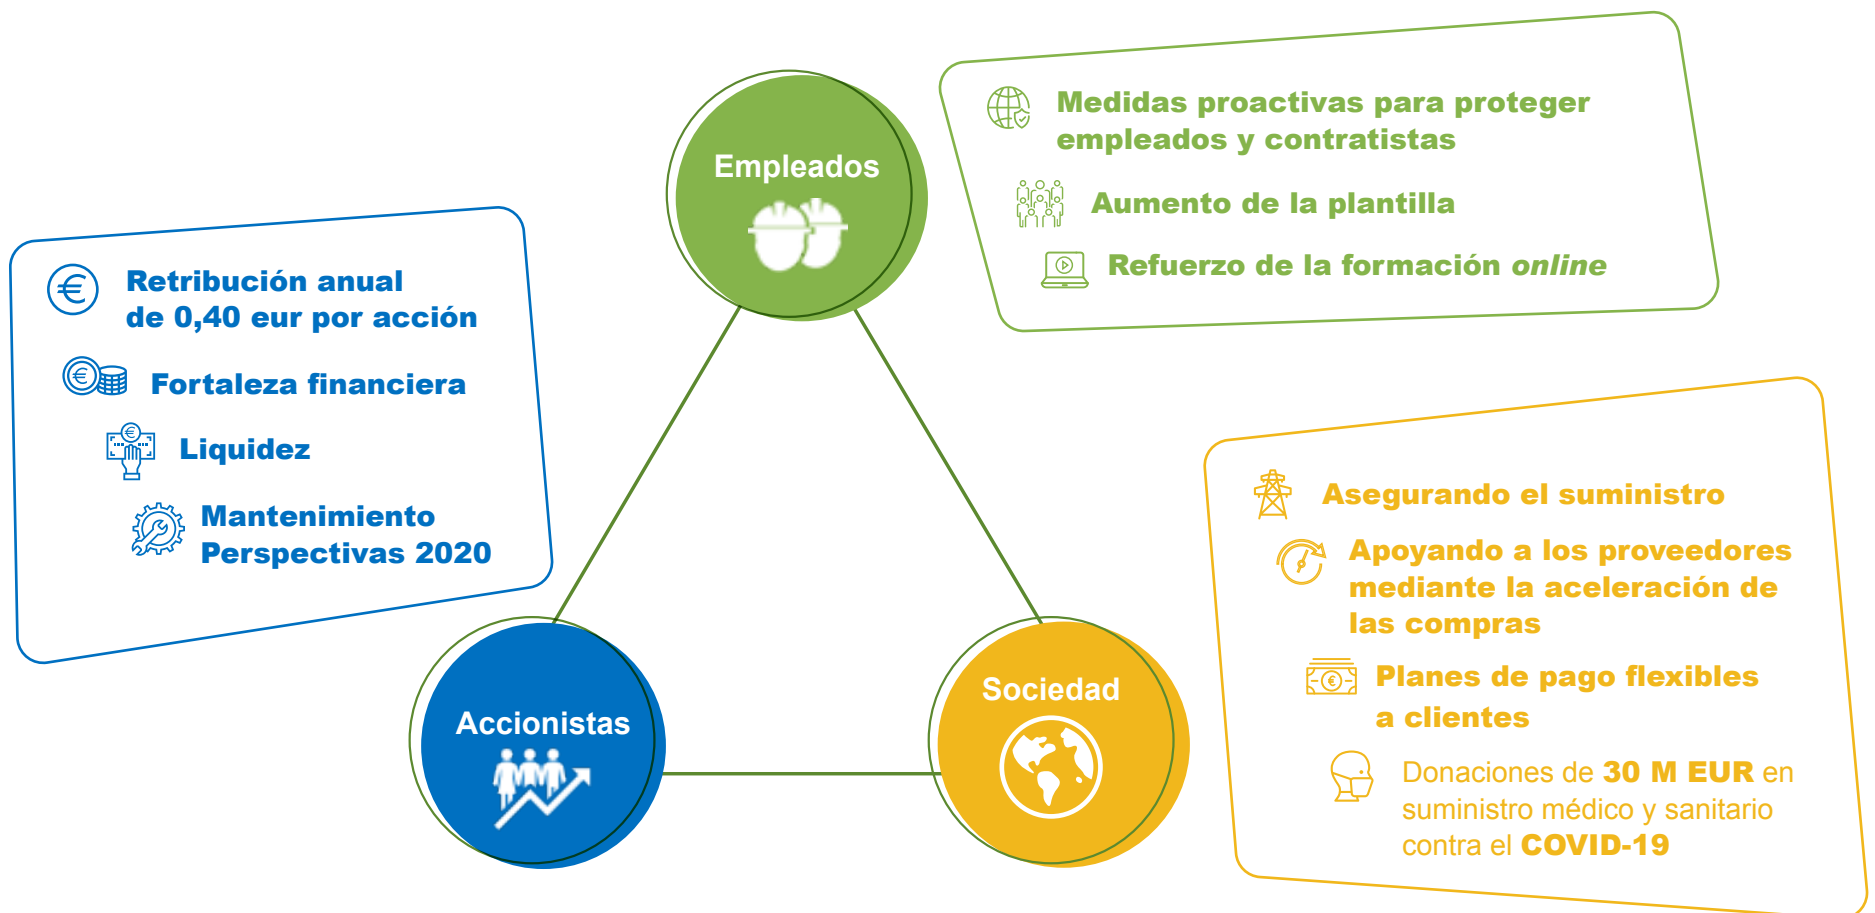 Empleados
Medidas proactivas para proteger
empleados y contratistas
Aumento de la plantilla
Refuerzo de la formación online
Retribución anual
de 0,40 eur por acción
Fortaleza financiera
Liquidez
Mantenimiento
Perspectivas 2020
Accionistas
Sociedad
Asegurando el suministro
Apoyando a los proveedores
mediante la aceleración de
las compras
Planes de pago flexibles
a clientes
Donaciones de 30 M EUR en
suministro médico y sanitario
contra el COVID-19